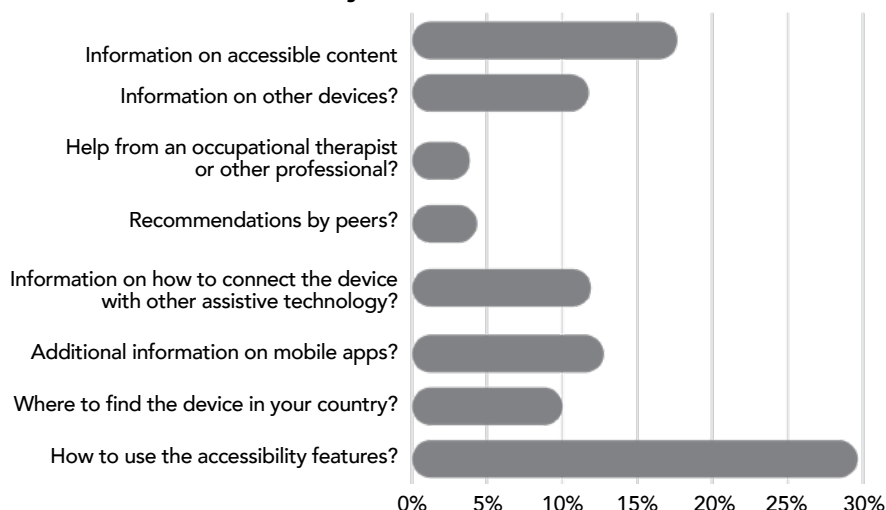 Information on accessible content
Information on other devices?
Help from an occupational therapist
or other professional?
Recommendations by peers?
Information on how to connect the device
with other assistive technology?
Additional information on mobile apps?
Where to find the device in your country?
How to use the accessibility features?
0% 5% 10% 15% 20% 25% 30%